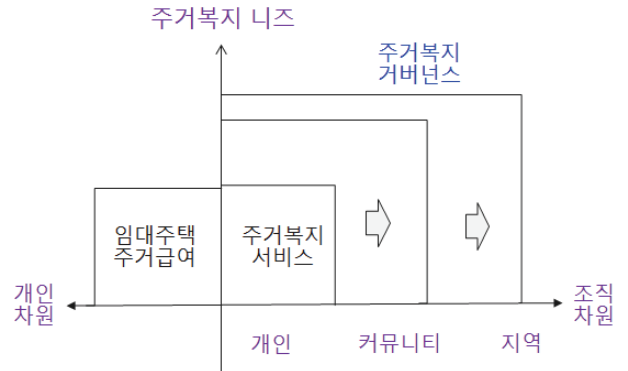 주거복지 니즈
주거복지
거버넌스
임대주택
주거급여
주거복지
서비스
개인
차원
조직
차원
개인
커뮤니티
지역